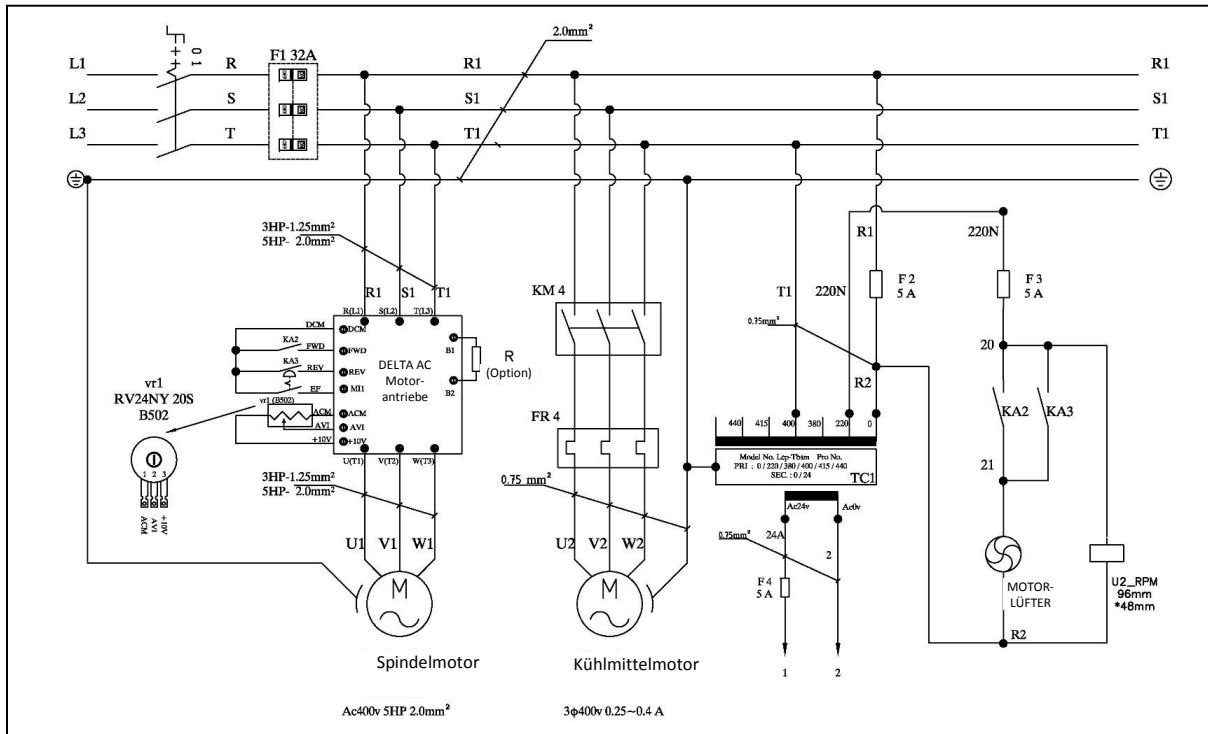 2.0mm²
0 1
F1 32A
L1
R
R1
R1
L2
S
S1
S1
L3
T
T1
T1
3HP-1.25mm²
5HP- 2.0mm²
R1
220N
220N
R1
S1
T1
KM 4
T1
220N
F 2
5 A
F 3
5 A
R(L1)
S(L2)
T(L3)
0.75mm²
DCM
DCM
KA2
FWD
FWD
B1
R
(Option)
DELTA AC
Motor-
antriebe
20
KA3
REV
REV
B2
R2
EF
MI1
vr1
RV24NY 20S
B502
vr1 (B502)
ACM
ACM
AVI
AVI
+10V
+10V
FR 4
440
415
400
380
220
0
KA2
KA3
U(T1)
V(T2)
W(T3)
Model No. Lcp-Tbsm Pro No.
PRI : 0 / 220 / 380 / 400 / 415 / 440
SEC. : 0 / 24
TC1
21
1 2 3
ACM
AVI
+10V
3HP-1.25mm²
5HP- 2.0mm²
0.75 mm²
Ac24v
Ac0v
U1
V1
W1
U2
V2
W2
0.75mm²
24A
2
F 4
5 A
M
M
MOTOR-
LÜFTER
U2_RPM
96mm
*48mm
R2
Spindelmotor
Kühlmittelmotor
1
2
Ac400v 5HP 2.0mm²
3ϕ400v 0.25~0.4 A